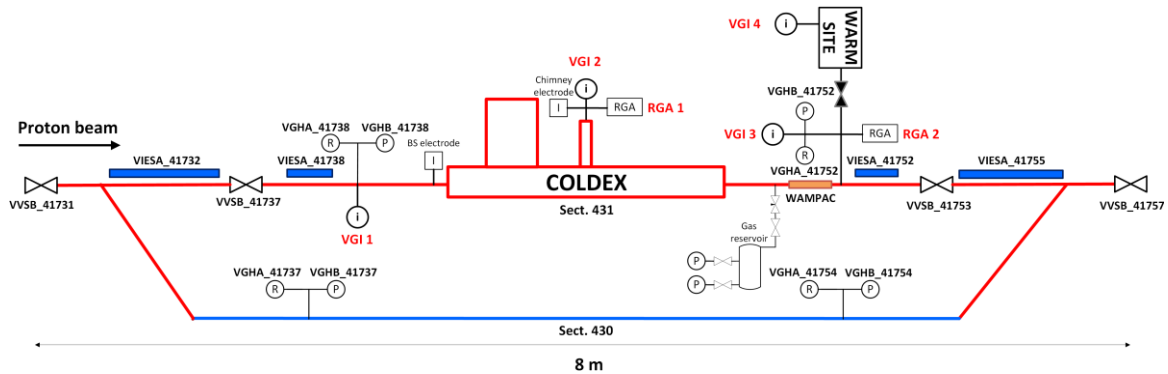 VGI 4
i
WARM
SITE
VGI 2
Chimney
electrode
i
I
RGA
RGA 1
VGHB_41752
P
VGI 3
i
RGA
RGA 2
R
VGHA_41752
Proton beam
VGHA_41738
VGHB_41738
R
P
BS electrode
I
VIESA_41732
VIESA_41738
VIESA_41752
VIESA_41755
COLDEX
VVSB_41731
VVSB_41737
Sect. 431
WAMPAC
VVSB_41753
VVSB_41757
i
VGI 1
Gas
reservoir
P
P
VGHA_41737
VGHB_41737
R
P
VGHA_41754
VGHB_41754
R
P
Sect. 430
8 m